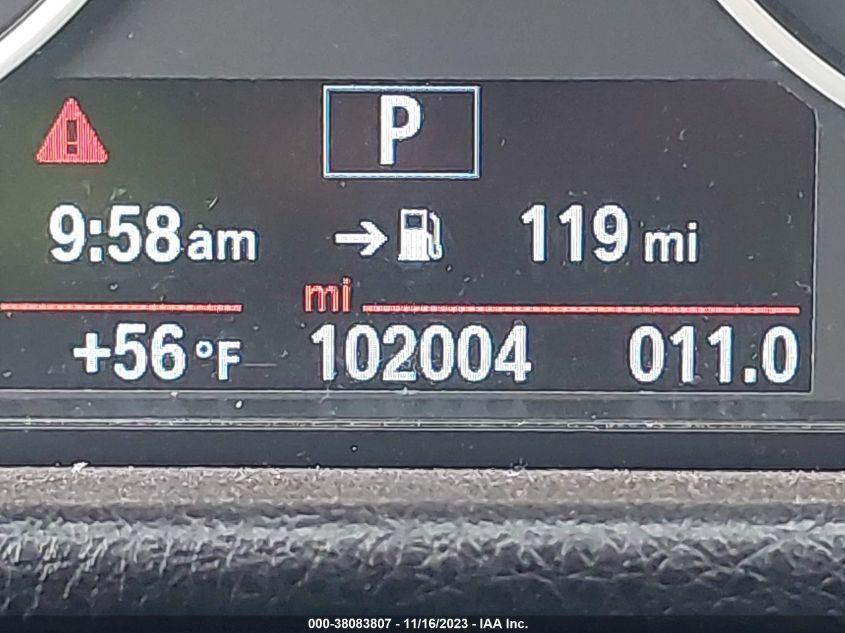 P
9:58am → 119 mi
mi
+56 °F 102004 011.0
000-38083807 - 11/16/2023 - IAA Inc.